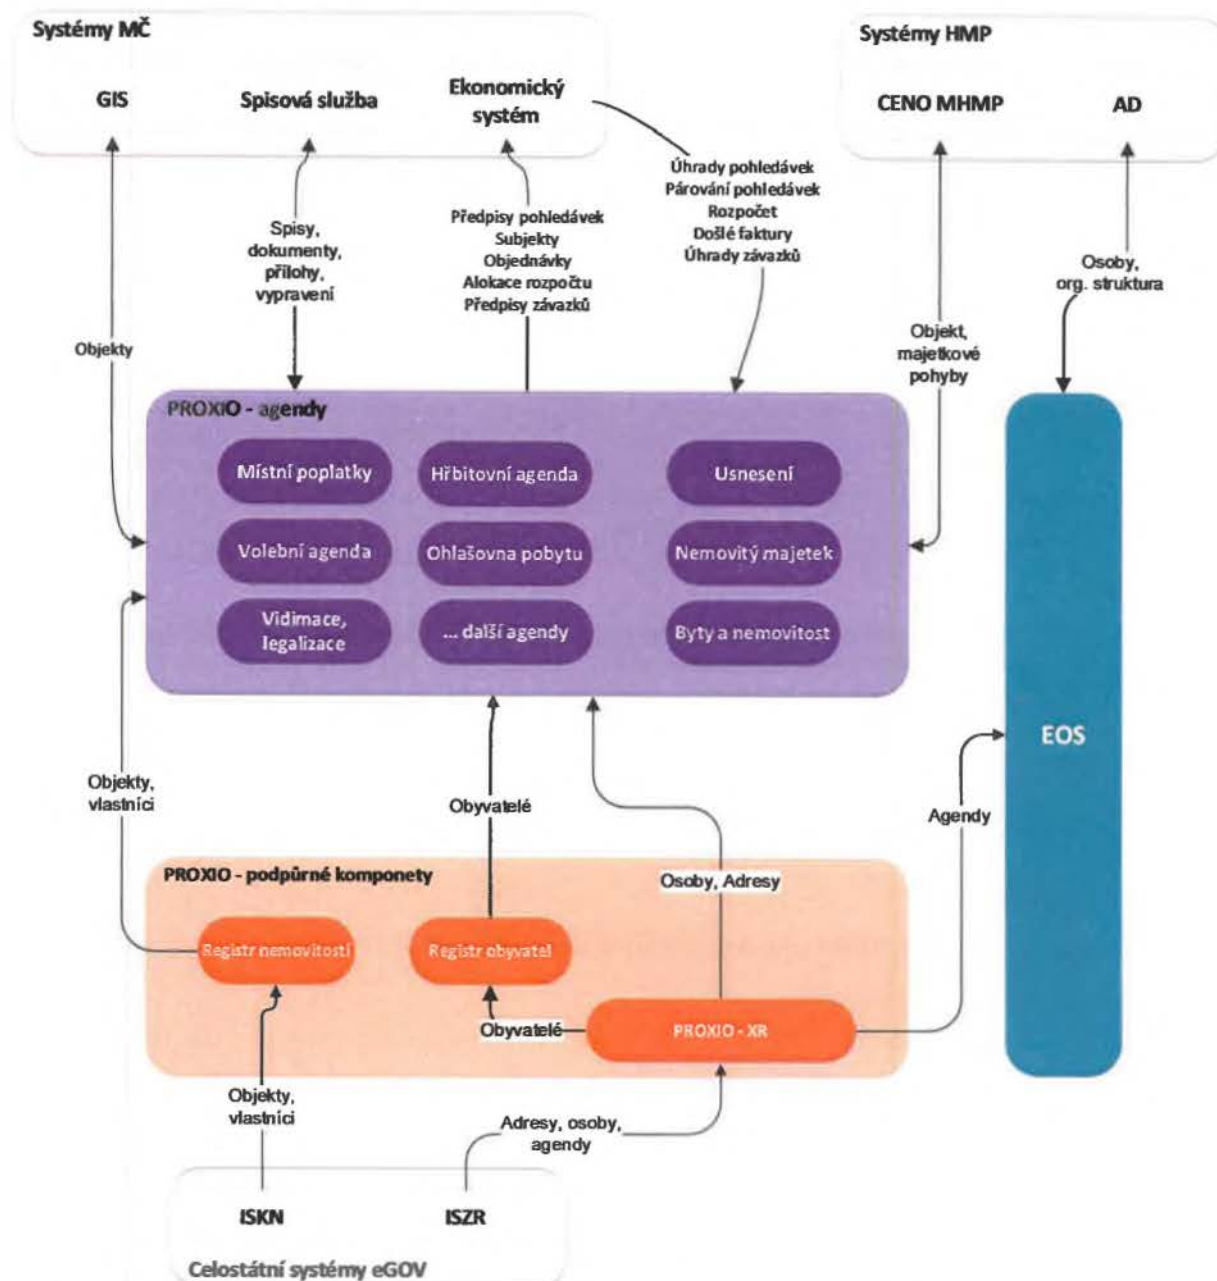 Systémy MČ
GIS
Spisová služba
Ekonomický
systém
Systémy HMP
CENO MHMP
AD
Úhrady pohledávek
Párování pohledávek
Rozpočet
Došlé faktury
Úhrady závazků
Předpisy pohledávek
Subjekty
Objednávky
Alokace rozpočtu
Předpisy závazků
Spisy,
dokumenty,
přílohy,
vypravení
Osoby,
org. struktura
Objekty
Objekt,
majetkové
pohyby
PROXIO - agendy
Místní poplatky
Hřbitovní agenda
Usnesení
Volební agenda
Ohlašovna pobytu
Nemovitý majetek
Vidimace,
legalizace
... další agendy
Byty a nemovitost
EOS
Objekty,
vlastníci
Obyvatelé
Agendy
PROXIO - podpůrné komponety
Osoby, Adresy
Registr nemovitostí
Registr obyvatel
Obyvatelé
PROXIO - XR
Objekty,
vlastníci
Adresy, osoby,
agendy
ISKN
ISZR
Celostátní systémy eGOV